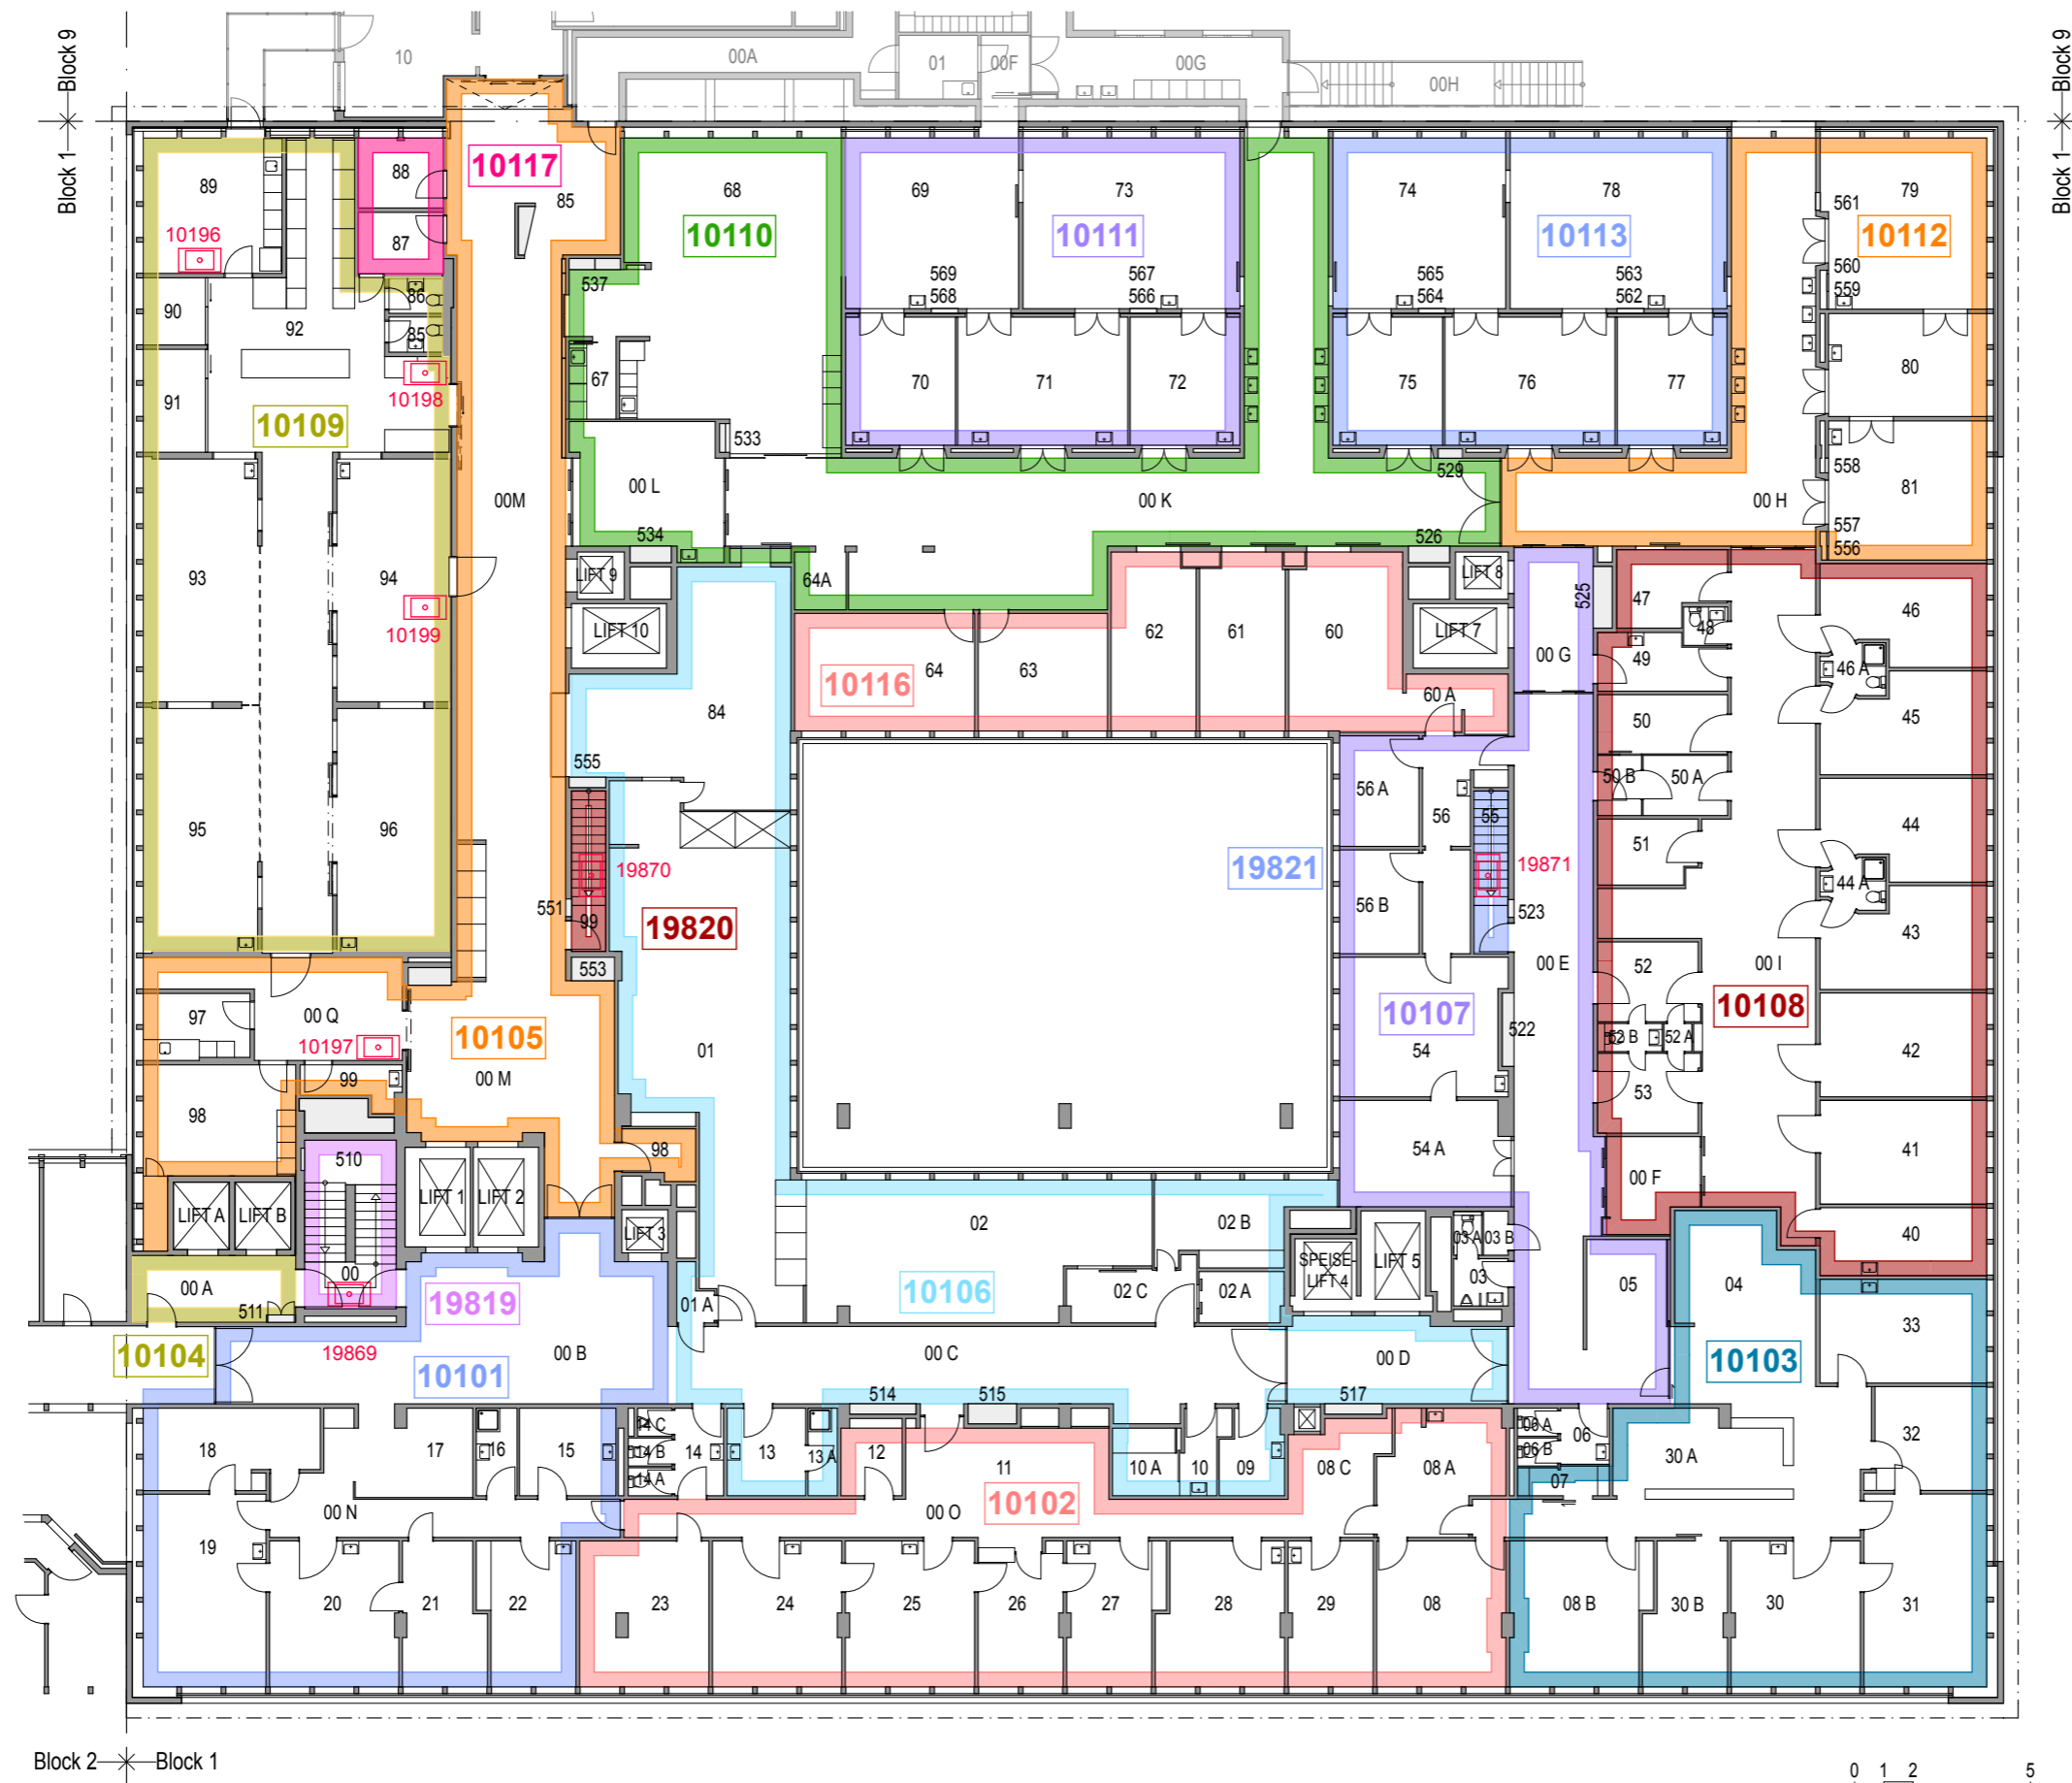 Block 9
Block 1
10
00A
01
00F
00G
00H
Block 9
Block 1
89
88
87
10117
85
68
69
73
74
78
561
79
10196
10110
10111
10113
10112
560
559
537
569
568
567
566
565
564
563
562
90
92
86
85
91
10198
67
70
71
72
75
76
77
80
10109
533
529
558
81
00M
00 L
00 K
00 H
534
526
557
556
93
94
LIFT 9
64A
LIFT 8
525
47
46
10199
LIFT 10
62
61
60
LIFT 7
48
00 G
49
46 A
10116
64
63
60 A
84
50
45
555
50 B
50 A
56 A
56
55
44
95
96
51
19870
19821
19871
44 A
551
99
19820
56 B
523
43
553
00 E
52
00 I
97
00 Q
10105
10107
10108
10197
522
52 B
52 A
01
54
42
99
00 M
53
98
98
54 A
41
510
LIFT 1
LIFT 2
00 F
LIFT A
LIFT B
LIFT 3
02
02 B
03 A
03 B
40
SPEISE-
LIFT 4
LIFT 5
00 A
00
03
05
04
511
19819
01 A
10106
02 C
02 A
33
10104
19869
10101
00 B
00 C
00 D
10103
514
515
517
18
17
16
15
14 C
14 B
14 A
14
13
13 A
12
11
10 A
10
09
08 C
08 A
06 A
06 B
06
30 A
32
07
00 N
00 O
10102
19
20
21
22
23
24
25
26
27
28
29
08
08 B
30 B
30
31
Block 2
Block 1
0 1 2 5